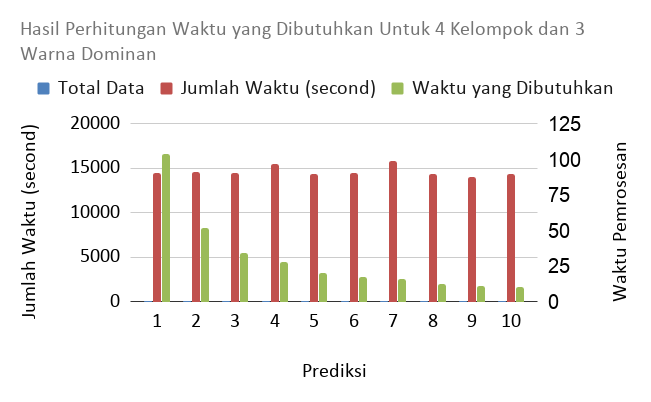 Hasil Perhitungan Waktu yang Dibutuhkan Untuk 4 Kelompok dan 3
Warna Dominan
Total Data Jumlah Waktu (second) Waktu yang Dibutuhkan
Jumlah Waktu (second)
20000
15000
10000
5000
0
125
100
75
50
25
0
Waktu Pemrosesan
1 2 3 4 5 6 7 8 9 10
Prediksi